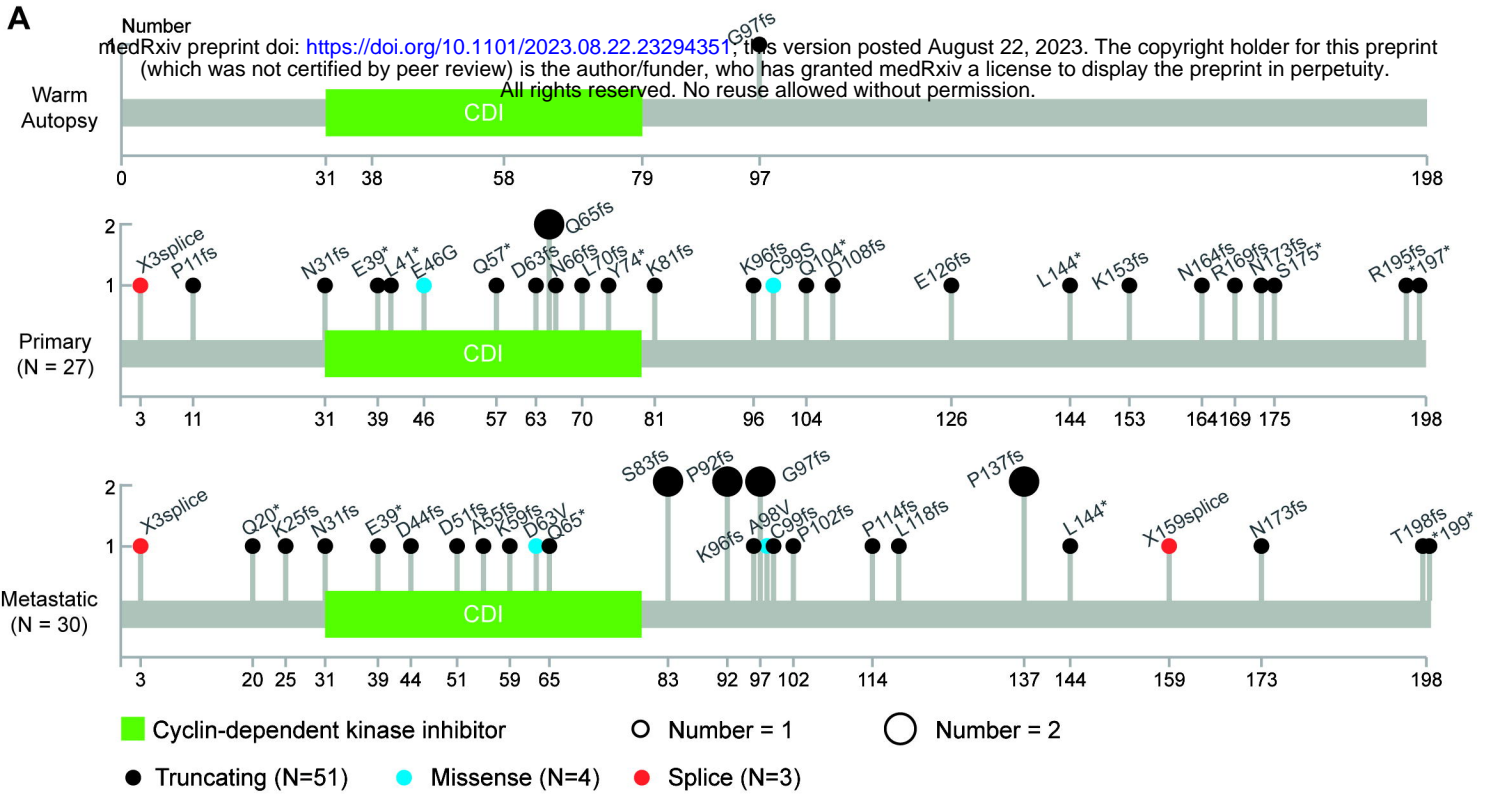 A
Number
medRxiv preprint doi: https://doi.org/10.1101/2023.08.22.23294351; this version posted August 22, 2023. The copyright holder for this preprint
(which was not certified by peer review) is the author/funder, who has granted medRxiv a license to display the preprint in perpetuity.
All rights reserved. No reuse allowed without permission.
1
G97fs
Warm
Autopsy
CDI
0 31 38 58 79 97 198
2
1
X3splice P11fs N31fs E39* L41* E46G Q57* D63fs Q65fs N66fs L70fs Y74* K81fs K96fs C99S Q104* D108fs E126fs L144* K153fs N164fs R169fs N173fs S175* R195fs *197*
Primary
(N = 27)
CDI
3 11 31 39 46 57 63 70 81 96 104 126 144 153 164 169 175 198
2
1
X3splice Q20* K25fs N31fs E39* D44fs D51fs A55fs K59fs D63V Q65* S83fs P92fs K96fs G97fs A98V C99fs P102fs P114fs L118fs P137fs L144* X159splice N173fs T198fs *199*
Metastatic
(N = 30)
CDI
3 20 25 31 39 44 51 59 65 83 92 97 102 114 137 144 159 173 198
Cyclin-dependent kinase inhibitor Number = 1 Number = 2
Truncating (N=51) Missense (N=4) Splice (N=3)